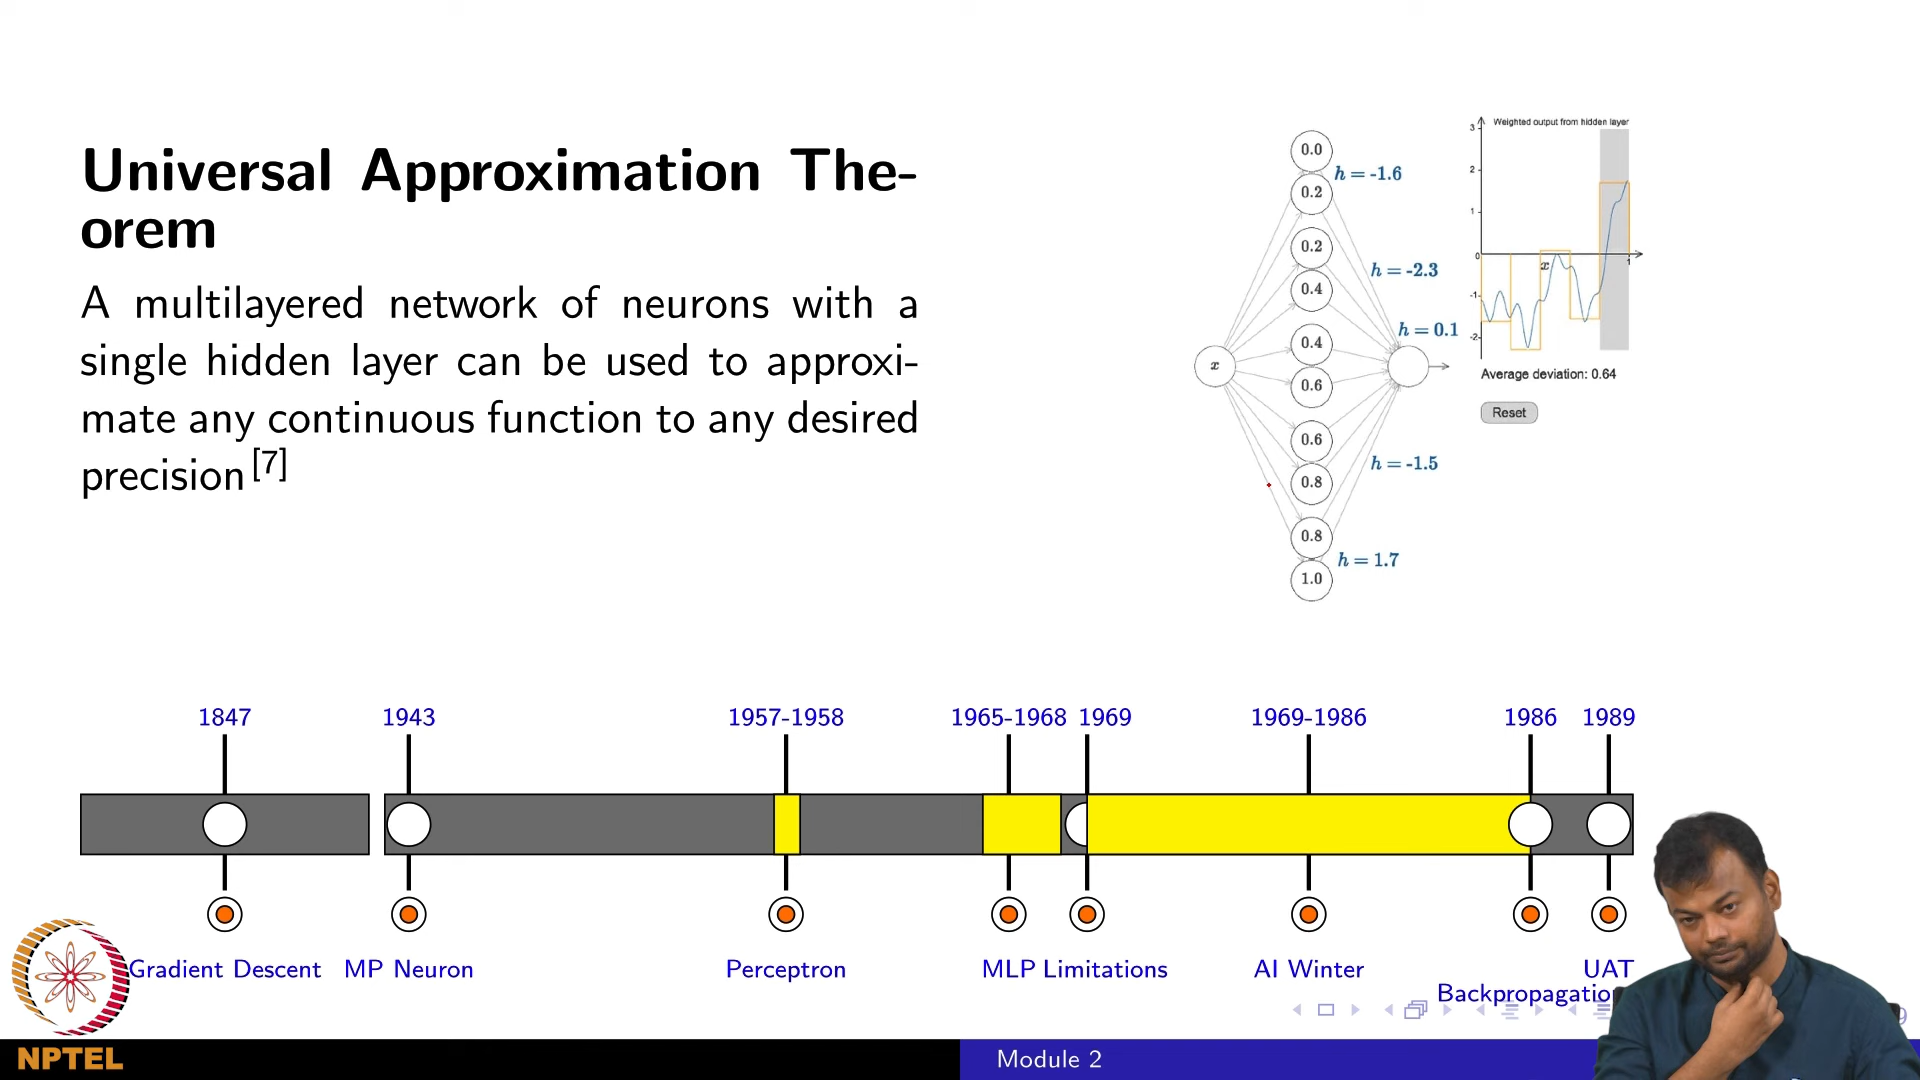 Universal Approximation The-
orem
A multilayered network of neurons with a
single hidden layer can be used to approxi-
mate any continuous function to any desired
precision [7]
0.0
h = -1.6
0.2
0.2
h = -2.3
0.4
0.4
h = 0.1
x
0.6
0.6
h = -1.5
0.8
0.8
h = 1.7
1.0
Weighted output from hidden layer
3
2
1
0
x
1
-1
-2
Average deviation: 0.64
Reset
1847 1943 1957-1958 1965-1968 1969 1969-1986 1986 1989
Gradient Descent MP Neuron Perceptron MLP Limitations AI Winter UAT
Backpropagation
NPTEL
Module 2